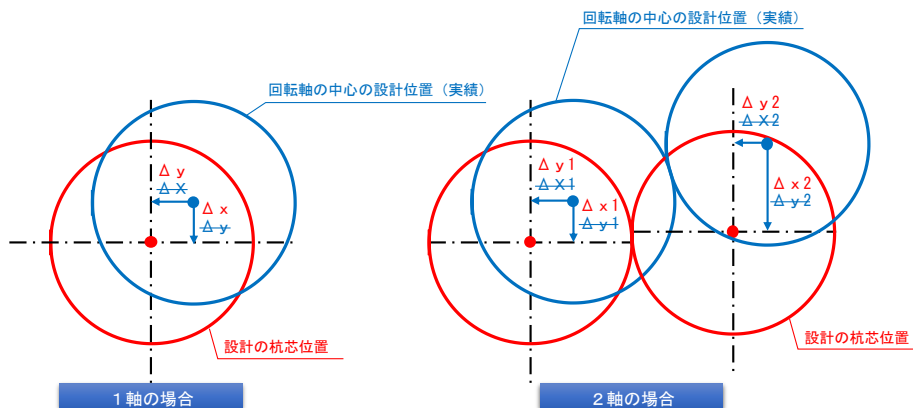 回転軸の中心の設計位置（実績）
Δy
ΔX
Δx
Δy
設計の杭芯位置
１軸の場合
回転軸の中心の設計位置（実績）
Δy1
ΔX1
Δx1
Δy1
Δy2
ΔX2
Δx2
Δy2
設計の杭芯位置
２軸の場合